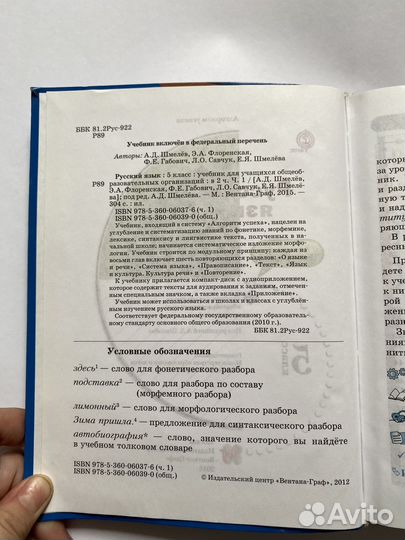 ББК 81.2Рус-922
Р89
Учебник включён в федеральный перечень
Авторы: А.Д. Шмелёв, Э.А. Флоренская,
Ф.Е. Габович, Л.О. Савчук, Е.Я. Шмелёва
Русский язык : 5 класс : учебник для учащихся общеоб-
Р89 разовательных организаций : в 2 ч. Ч. 1 / [А.Д. Шмелёв,
Э.А. Флоренская, Ф.Е. Габович, Л.О. Савчук, Е.Я. Шмелё-
ва]; под ред. А.Д. Шмелёва. — М. : Вентана-Граф, 2015. —
304 с. : ил.
ISBN 978-5-360-06037-6 (ч. 1)
ISBN 978-5-360-06039-0 (общ.)
Учебник, входящий в систему «Алгоритм успеха», нацелен на
углубление и систематизацию знаний по фонетике, морфемике,
лексике, синтаксису и лингвистике текста, полученных в на-
чальной школе; начинается систематическое изложение морфо-
логии. Учебник строится по модульному принципу: каждая из
восьми глав включает шесть повторяющихся разделов: «О языке
и речи», «Система языка», «Правописание», «Текст», «Язык
и культура. Культура речи» и «Повторение».
К учебнику прилагается компакт-диск с аудиоприложением,
которое содержит тексты для аудирования к заданиям, отмеченным
специальным значком, а также вкладка «Приложение».
Учебник может использоваться в школах и классах с углублён-
ным изучением русского языка.
Соответствует федеральному государственному образователь-
ному стандарту основного общего образования (2010 г.).
ББК 81.2Рус-922
Условные обозначения
здесь¹ — слово для фонетического разбора
подставка² — слово для разбора по составу
(морфемного разбора)
лимонный³ — слово для морфологического разбора
Зима пришла.⁴ — предложение для синтаксического разбора
автобиография* — слово, значение которого вы найдёте
в учебном толковом словаре
ISBN 978-5-360-06037-6 (ч. 1)
ISBN 978-5-360-06039-0 (общ.)
© Издательский центр «Вентана-Граф», 2012
Avito